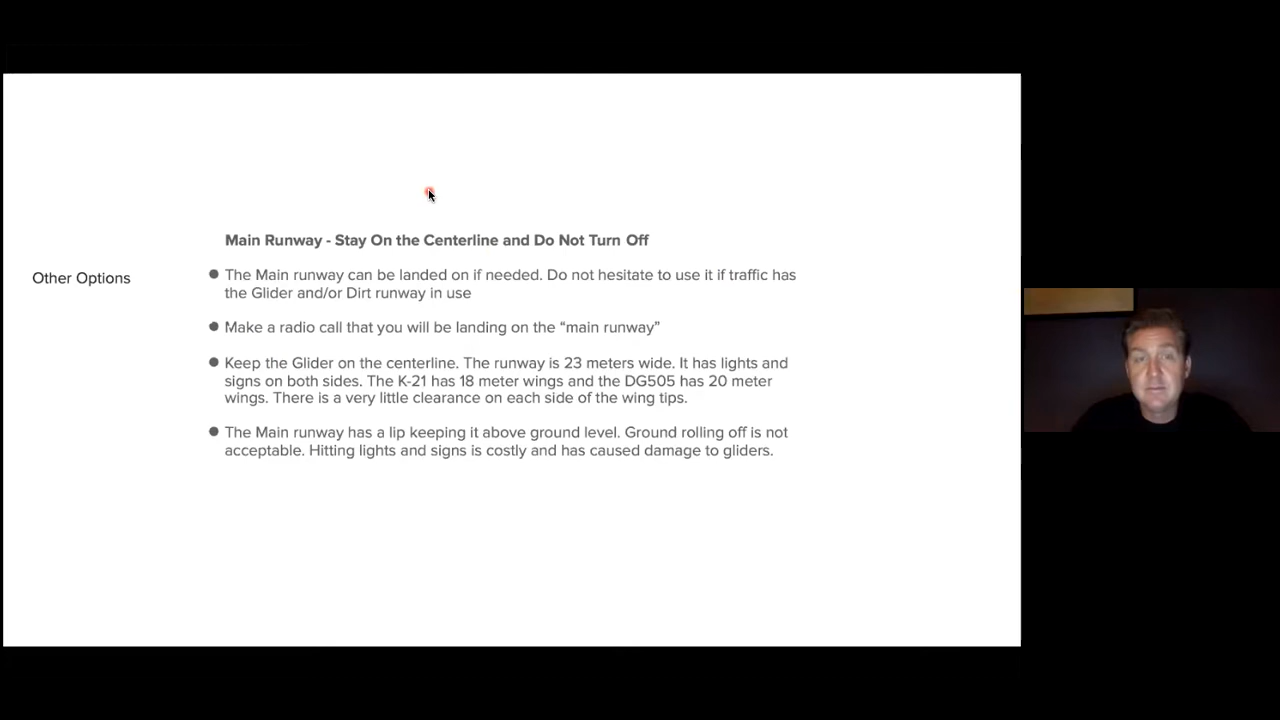 Main Runway - Stay On the Centerline and Do Not Turn Off
Other Options
The Main runway can be landed on if needed. Do not hesitate to use it if traffic has
the Glider and/or Dirt runway in use
Make a radio call that you will be landing on the “main runway”
Keep the Glider on the centerline. The runway is 23 meters wide. It has lights and
signs on both sides. The K-21 has 18 meter wings and the DG505 has 20 meter
wings. There is a very little clearance on each side of the wing tips.
The Main runway has a lip keeping it above ground level. Ground rolling off is not
acceptable. Hitting lights and signs is costly and has caused damage to gliders.